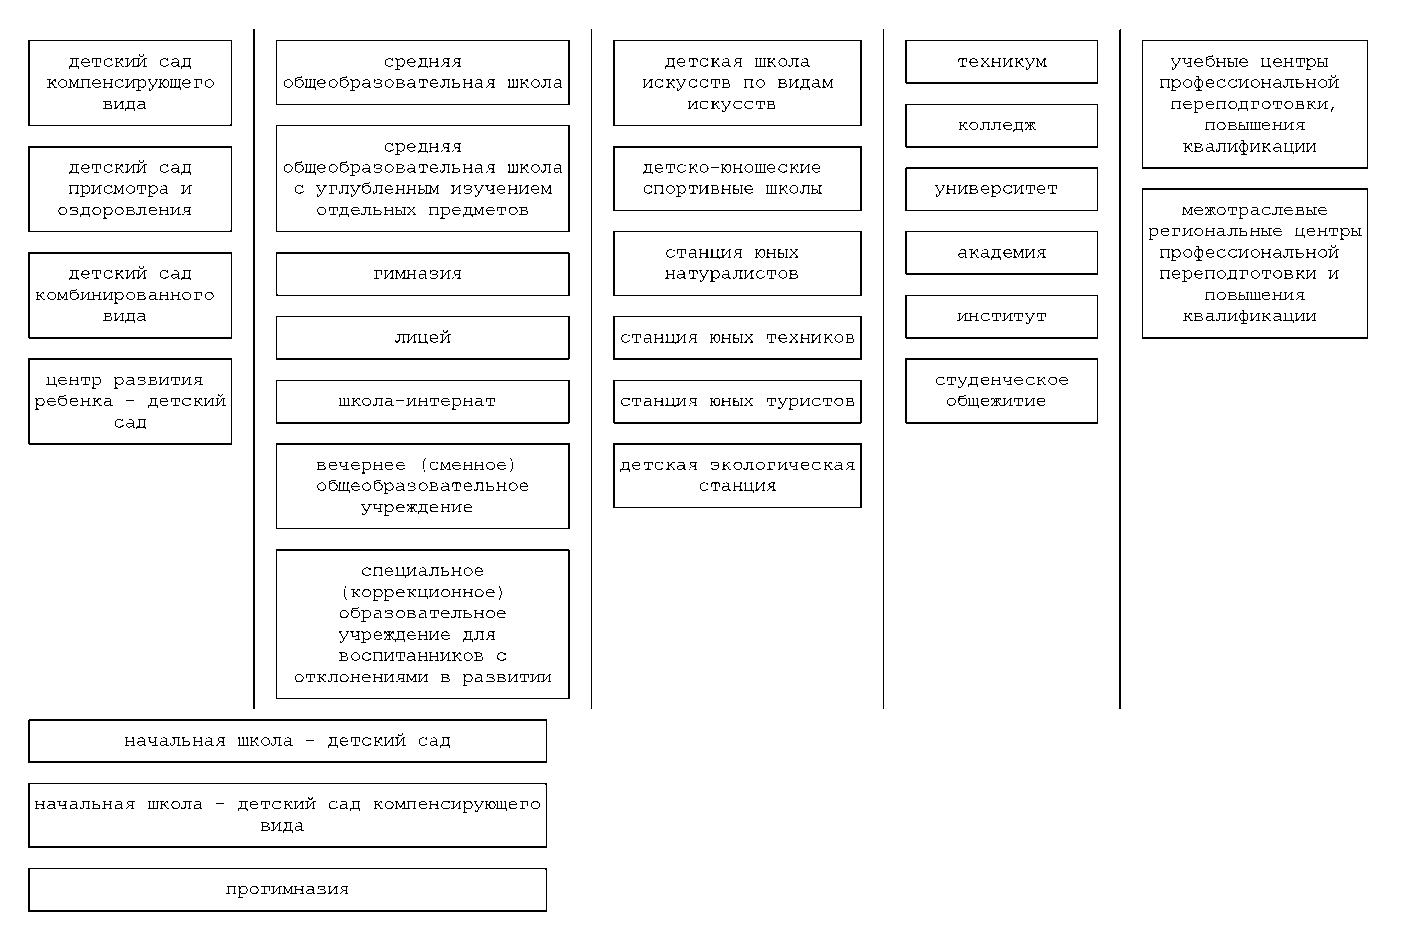 детский сад
компенсирующего
вида
детский сад
присмотра и
оздоровления
детский сад
комбинированного
вида
центр развития
ребенка - детский
сад
средняя
общеобразовательная школа
средняя
общеобразовательная школа
с углубленным изучением
отдельных предметов
гимназия
лицей
школа-интернат
вечернее (сменное)
общеобразовательное
учреждение
специальное
(коррекционное)
образовательное
учреждение для
воспитанников с
отклонениями в развитии
детская школа
искусств по видам
искусств
детско-юношеские
спортивные школы
станция юных
натуралистов
станция юных техников
станция юных туристов
детская экологическая
станция
техникум
колледж
университет
академия
институт
студенческое
общежитие
учебные центры
профессиональной
переподготовки,
повышения
квалификации
межотраслевые
региональные центры
профессиональной
переподготовки и
повышения
квалификации
начальная школа - детский сад
начальная школа - детский сад компенсирующего
вида
прогимназия